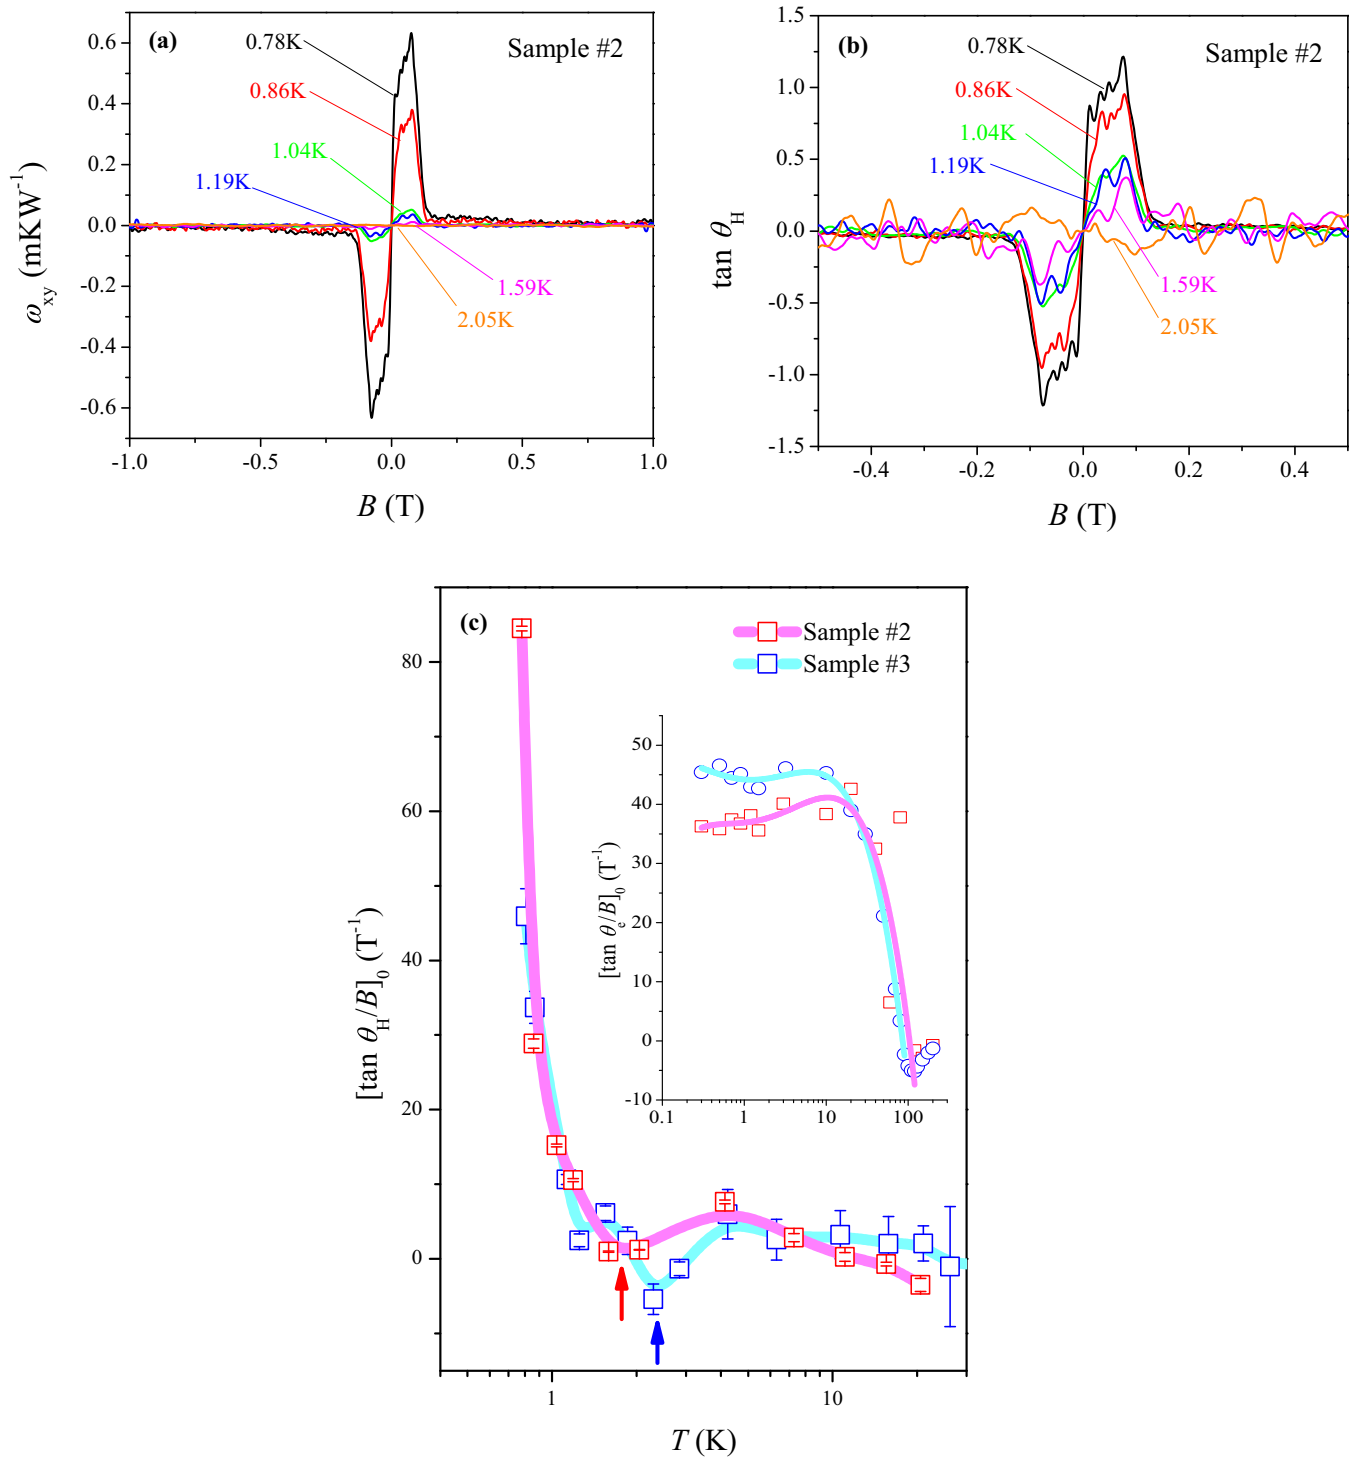 (a)
Sample #2
0.78K
0.86K
1.04K
1.19K
1.59K
2.05K
0.6
0.4
0.2
0.0
-0.2
-0.4
-0.6
-1.0 -0.5 0.0 0.5 1.0
ω_xy (mKW⁻¹)
B (T)
(b)
Sample #2
0.78K
0.86K
1.04K
1.19K
1.59K
2.05K
1.5
1.0
0.5
0.0
-0.5
-1.0
-1.5
-0.4 -0.2 0.0 0.2 0.4
tan θ_H
B (T)
(c)
Sample #2
Sample #3
80
60
40
20
0
1 10
[tan θ_H/B]₀ (T⁻¹)
T (K)
50
40
30
20
10
0
-10
0.1 1 10 100
[tan θ_e/B]₀ (T⁻¹)